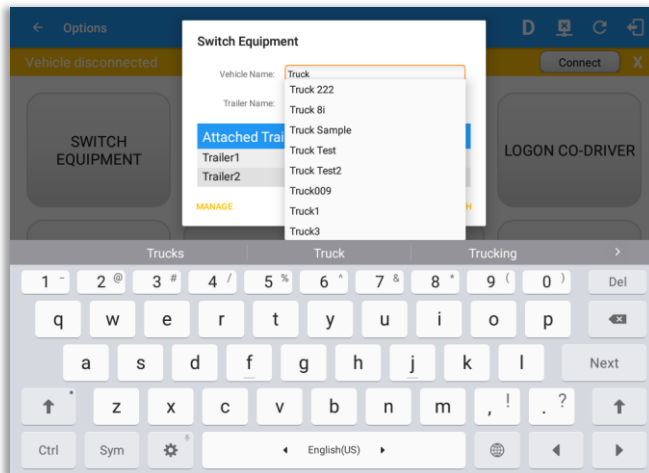 Options
D
Vehicle disconnected
Connect
X
SWITCH
EQUIPMENT
LOGON CO-DRIVER
Switch Equipment
Vehicle Name:
Truck
Trailer Name:
Truck 222
Truck 8i
Truck Sample
Truck Test
Truck Test2
Truck009
Truck1
Truck3
Attached Trai
Trailer1
Trailer2
MANAGE
H
Trucks
Truck
Trucking
>
1 - 2 @ 3 # 4 / 5 % 6 ^ 7 & 8 * 9 ( 0 ) Del
q w e r t y u i o p
a s d f g h j k l Next
z x c v b n m , ! . ?
Ctrl Sym English(US)